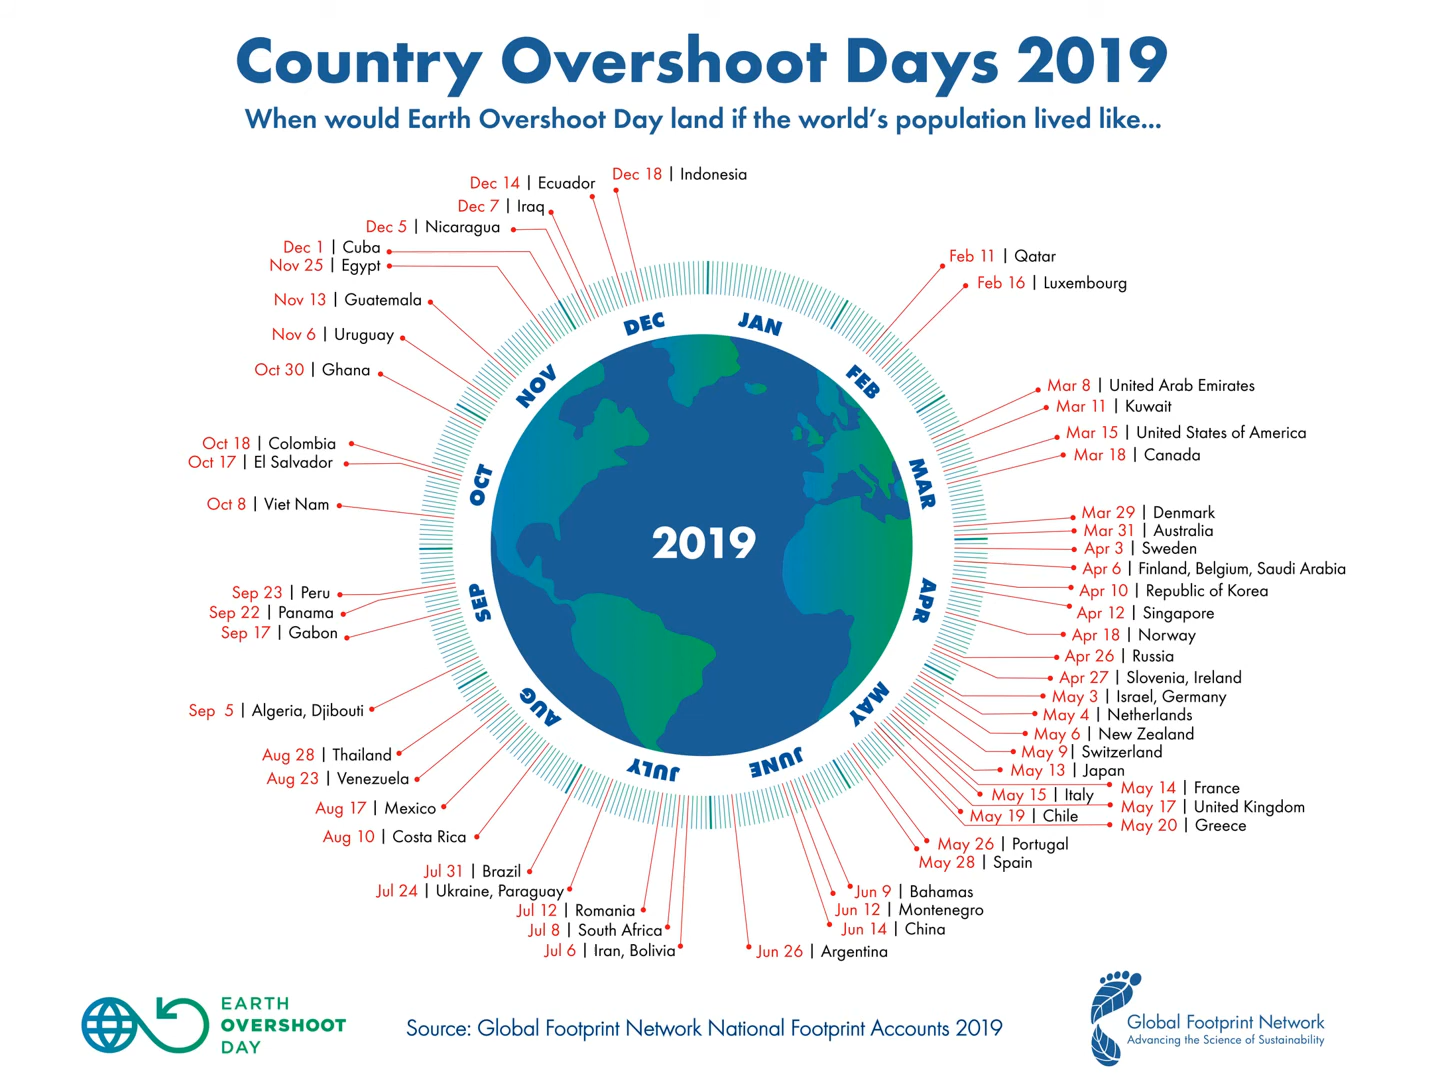 Country Overshoot Days 2019
When would Earth Overshoot Day land if the world's population lived like...
Dec 18 | Indonesia
Dec 14 | Ecuador
Dec 7 | Iraq
Dec 5 | Nicaragua
Dec 1 | Cuba
Nov 25 | Egypt
Nov 13 | Guatemala
Nov 6 | Uruguay
Oct 30 | Ghana
Oct 18 | Colombia
Oct 17 | El Salvador
Oct 8 | Viet Nam
Sep 23 | Peru
Sep 22 | Panama
Sep 17 | Gabon
Sep 5 | Algeria, Djibouti
Aug 28 | Thailand
Aug 23 | Venezuela
Aug 17 | Mexico
Aug 10 | Costa Rica
Jul 31 | Brazil
Jul 24 | Ukraine, Paraguay
Jul 12 | Romania
Jul 8 | South Africa
Jul 6 | Iran, Bolivia
Feb 11 | Qatar
Feb 16 | Luxembourg
Mar 8 | United Arab Emirates
Mar 11 | Kuwait
Mar 15 | United States of America
Mar 18 | Canada
Mar 29 | Denmark
Mar 31 | Australia
Apr 3 | Sweden
Apr 6 | Finland, Belgium, Saudi Arabia
Apr 10 | Republic of Korea
Apr 12 | Singapore
Apr 18 | Norway
Apr 26 | Russia
Apr 27 | Slovenia, Ireland
May 3 | Israel, Germany
May 4 | Netherlands
May 6 | New Zealand
May 9 | Switzerland
May 13 | Japan
May 14 | France
May 15 | Italy
May 17 | United Kingdom
May 19 | Chile
May 20 | Greece
May 26 | Portugal
May 28 | Spain
Jun 9 | Bahamas
Jun 12 | Montenegro
Jun 14 | China
Jun 26 | Argentina
JAN
FEB
MAR
APR
MAY
JUNE
JULY
AUG
SEP
OCT
NOV
DEC
2019
EARTH
OVERSHOOT
DAY
Source: Global Footprint Network National Footprint Accounts 2019
Global Footprint Network
Advancing the Science of Sustainability